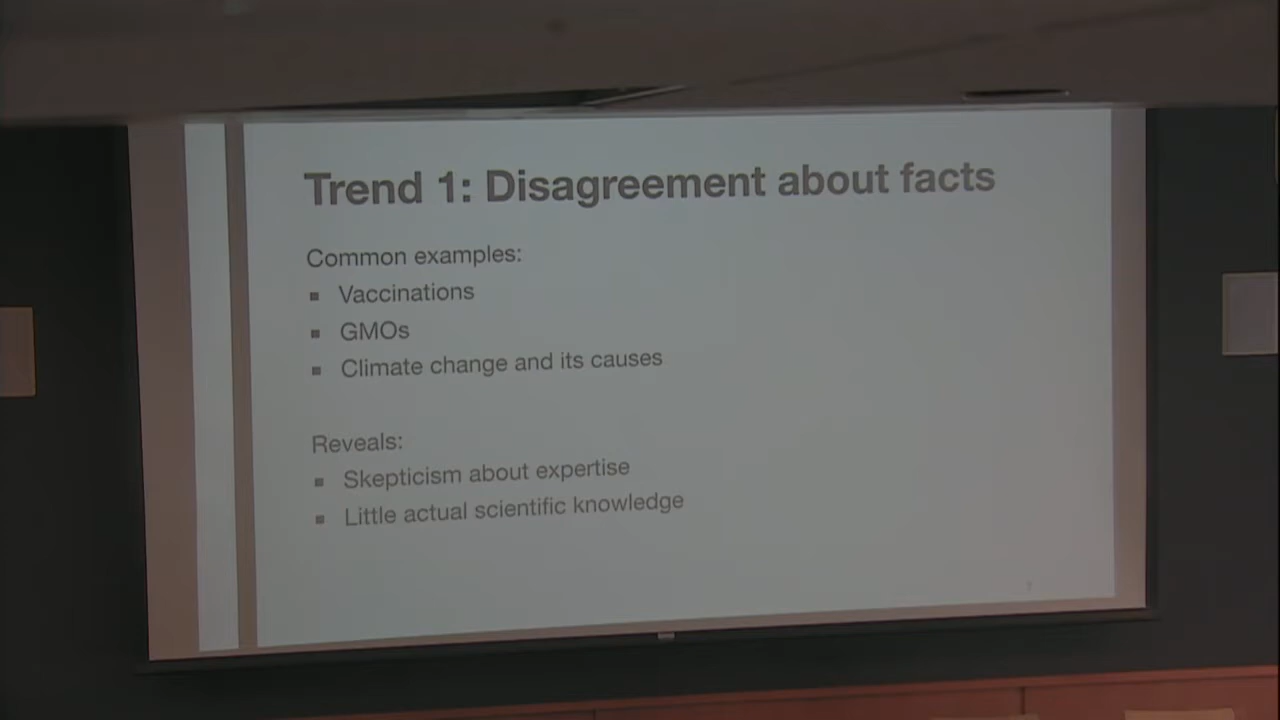 Trend 1: Disagreement about facts
Common examples:
Vaccinations
GMOs
Climate change and its causes
Reveals:
Skepticism about expertise
Little actual scientific knowledge